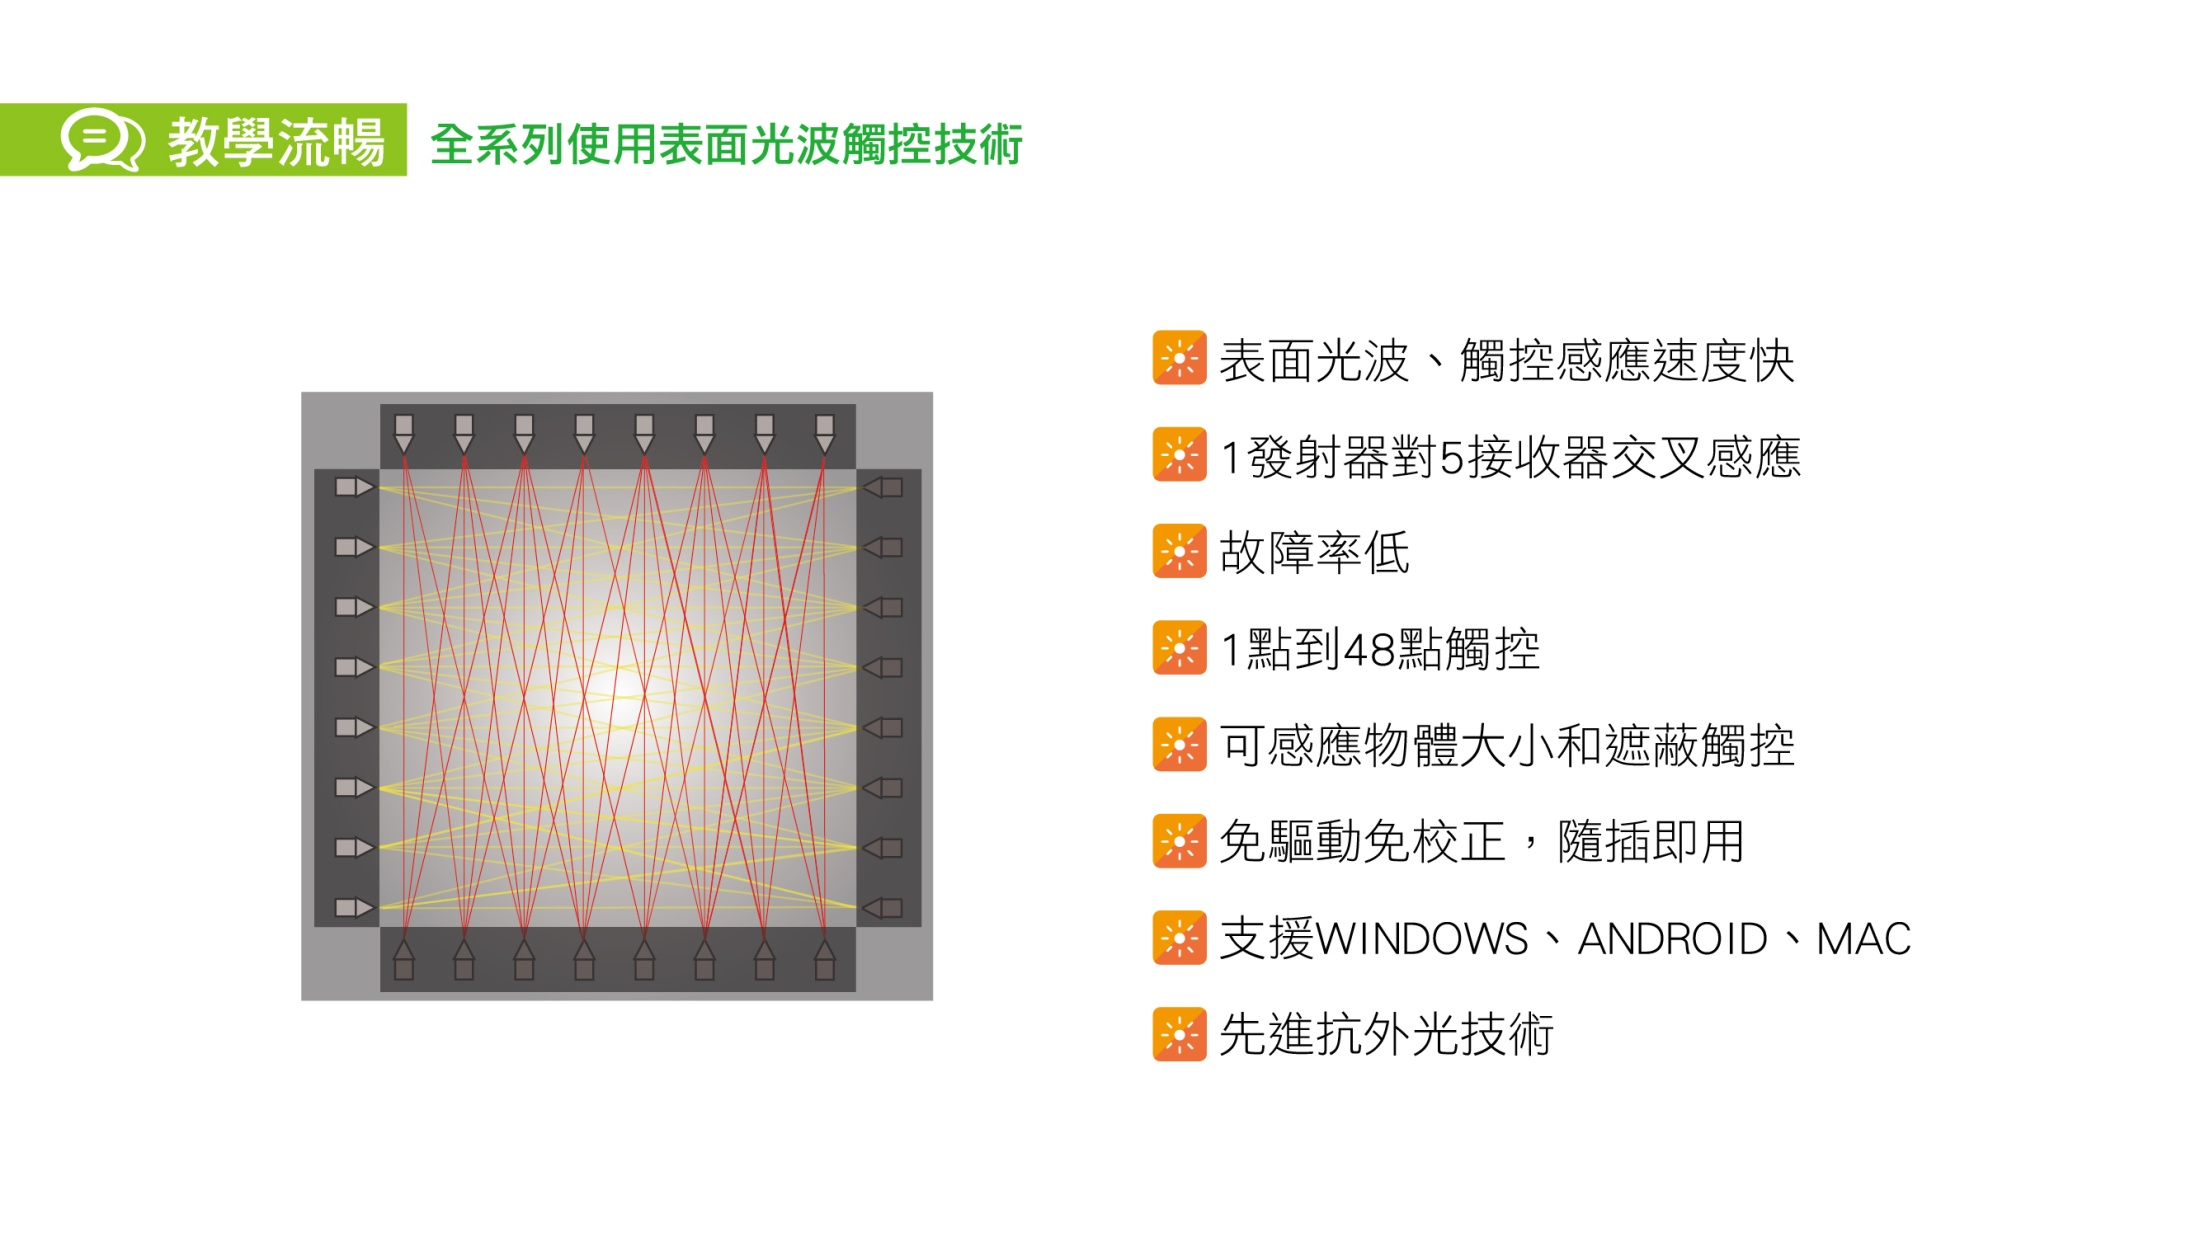 教學流暢
全系列使用表面光波觸控技術
表面光波、觸控感應速度快
1發射器對5接收器交叉感應
故障率低
1點到48點觸控
可感應物體大小和遮蔽觸控
免驅動免校正，隨插即用
支援WINDOWS、ANDROID、MAC
先進抗外光技術